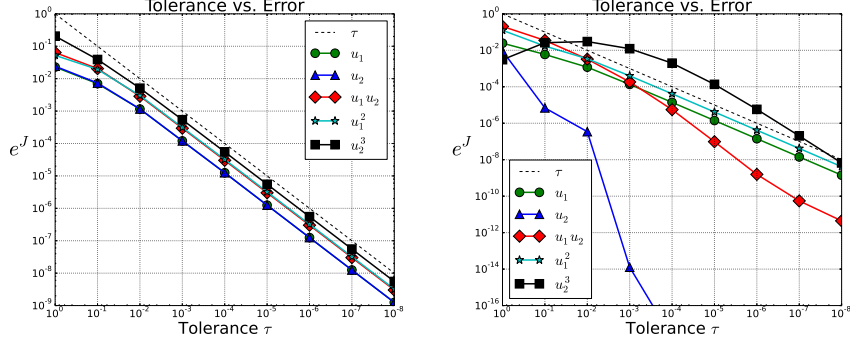 Tolerance vs. Error
10^0
10^-1
10^-2
10^-3
10^-4
10^-5
10^-6
10^-7
10^-8
10^-9
e^J
τ
u_1
u_2
u_1 u_2
u_1^2
u_2^3
10^0 10^-1 10^-2 10^-3 10^-4 10^-5 10^-6 10^-7 10^-8
Tolerance τ
Tolerance vs. Error
10^0
10^-2
10^-4
10^-6
10^-8
10^-10
10^-12
10^-14
10^-16
e^J
τ
u_1
u_2
u_1 u_2
u_1^2
u_2^3
10^0 10^-1 10^-2 10^-3 10^-4 10^-5 10^-6 10^-7 10^-8
Tolerance τ